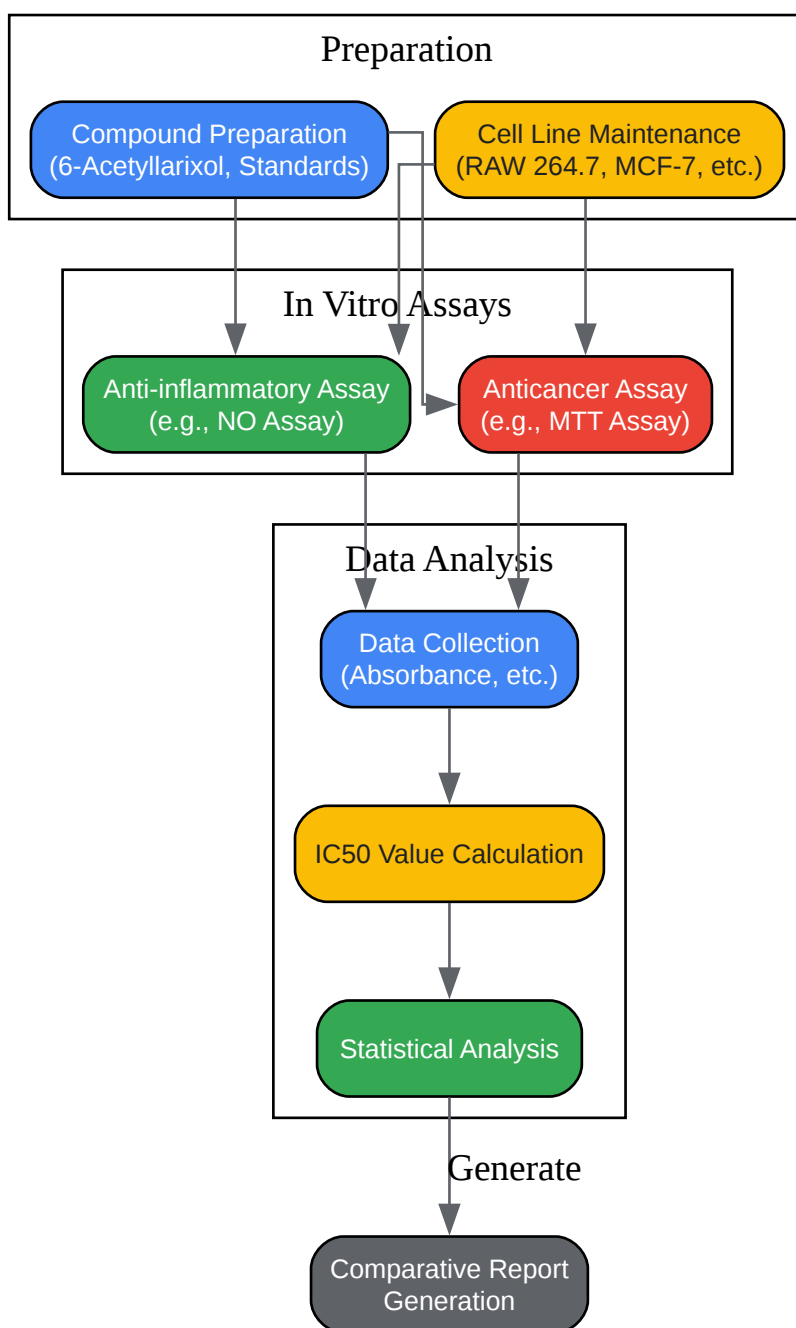 Preparation
Compound Preparation
(6-Acetyllarixol, Standards)
Cell Line Maintenance
(RAW 264.7, MCF-7, etc.)
In Vitro Assays
Anti-inflammatory Assay
(e.g., NO Assay)
Anticancer Assay
(e.g., MTT Assay)
Data Analysis
Data Collection
(Absorbance, etc.)
IC50 Value Calculation
Statistical Analysis
Generate
Comparative Report
Generation